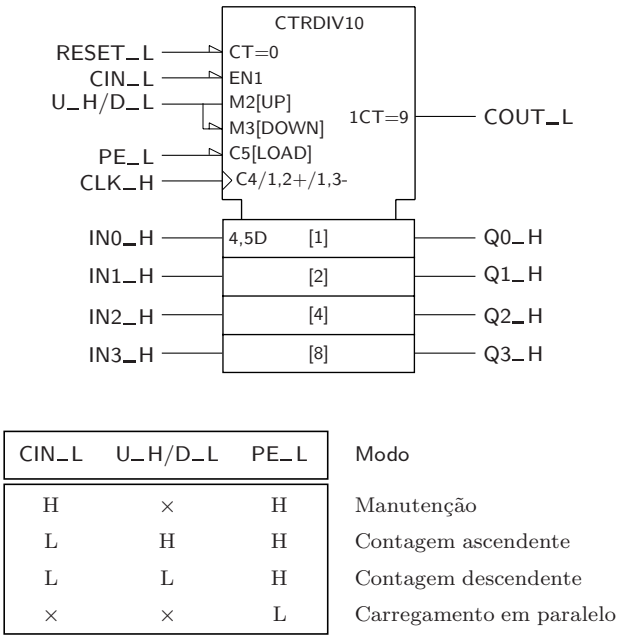 CTRDIV10
RESET_L CT=0
CIN_L EN1
U_H/D_L M2[UP]
M3[DOWN] 1CT=9 COUT_L
PE_L C5[LOAD]
CLK_H C4/1,2+/1,3-
IN0_H 4,5D [1] Q0_H
IN1_H [2] Q1_H
IN2_H [4] Q2_H
IN3_H [8] Q3_H
CIN_L U_H/D_L PE_L Modo
H × H Manutenção
L H H Contagem ascendente
L L H Contagem descendente
× × L Carregamento em paralelo